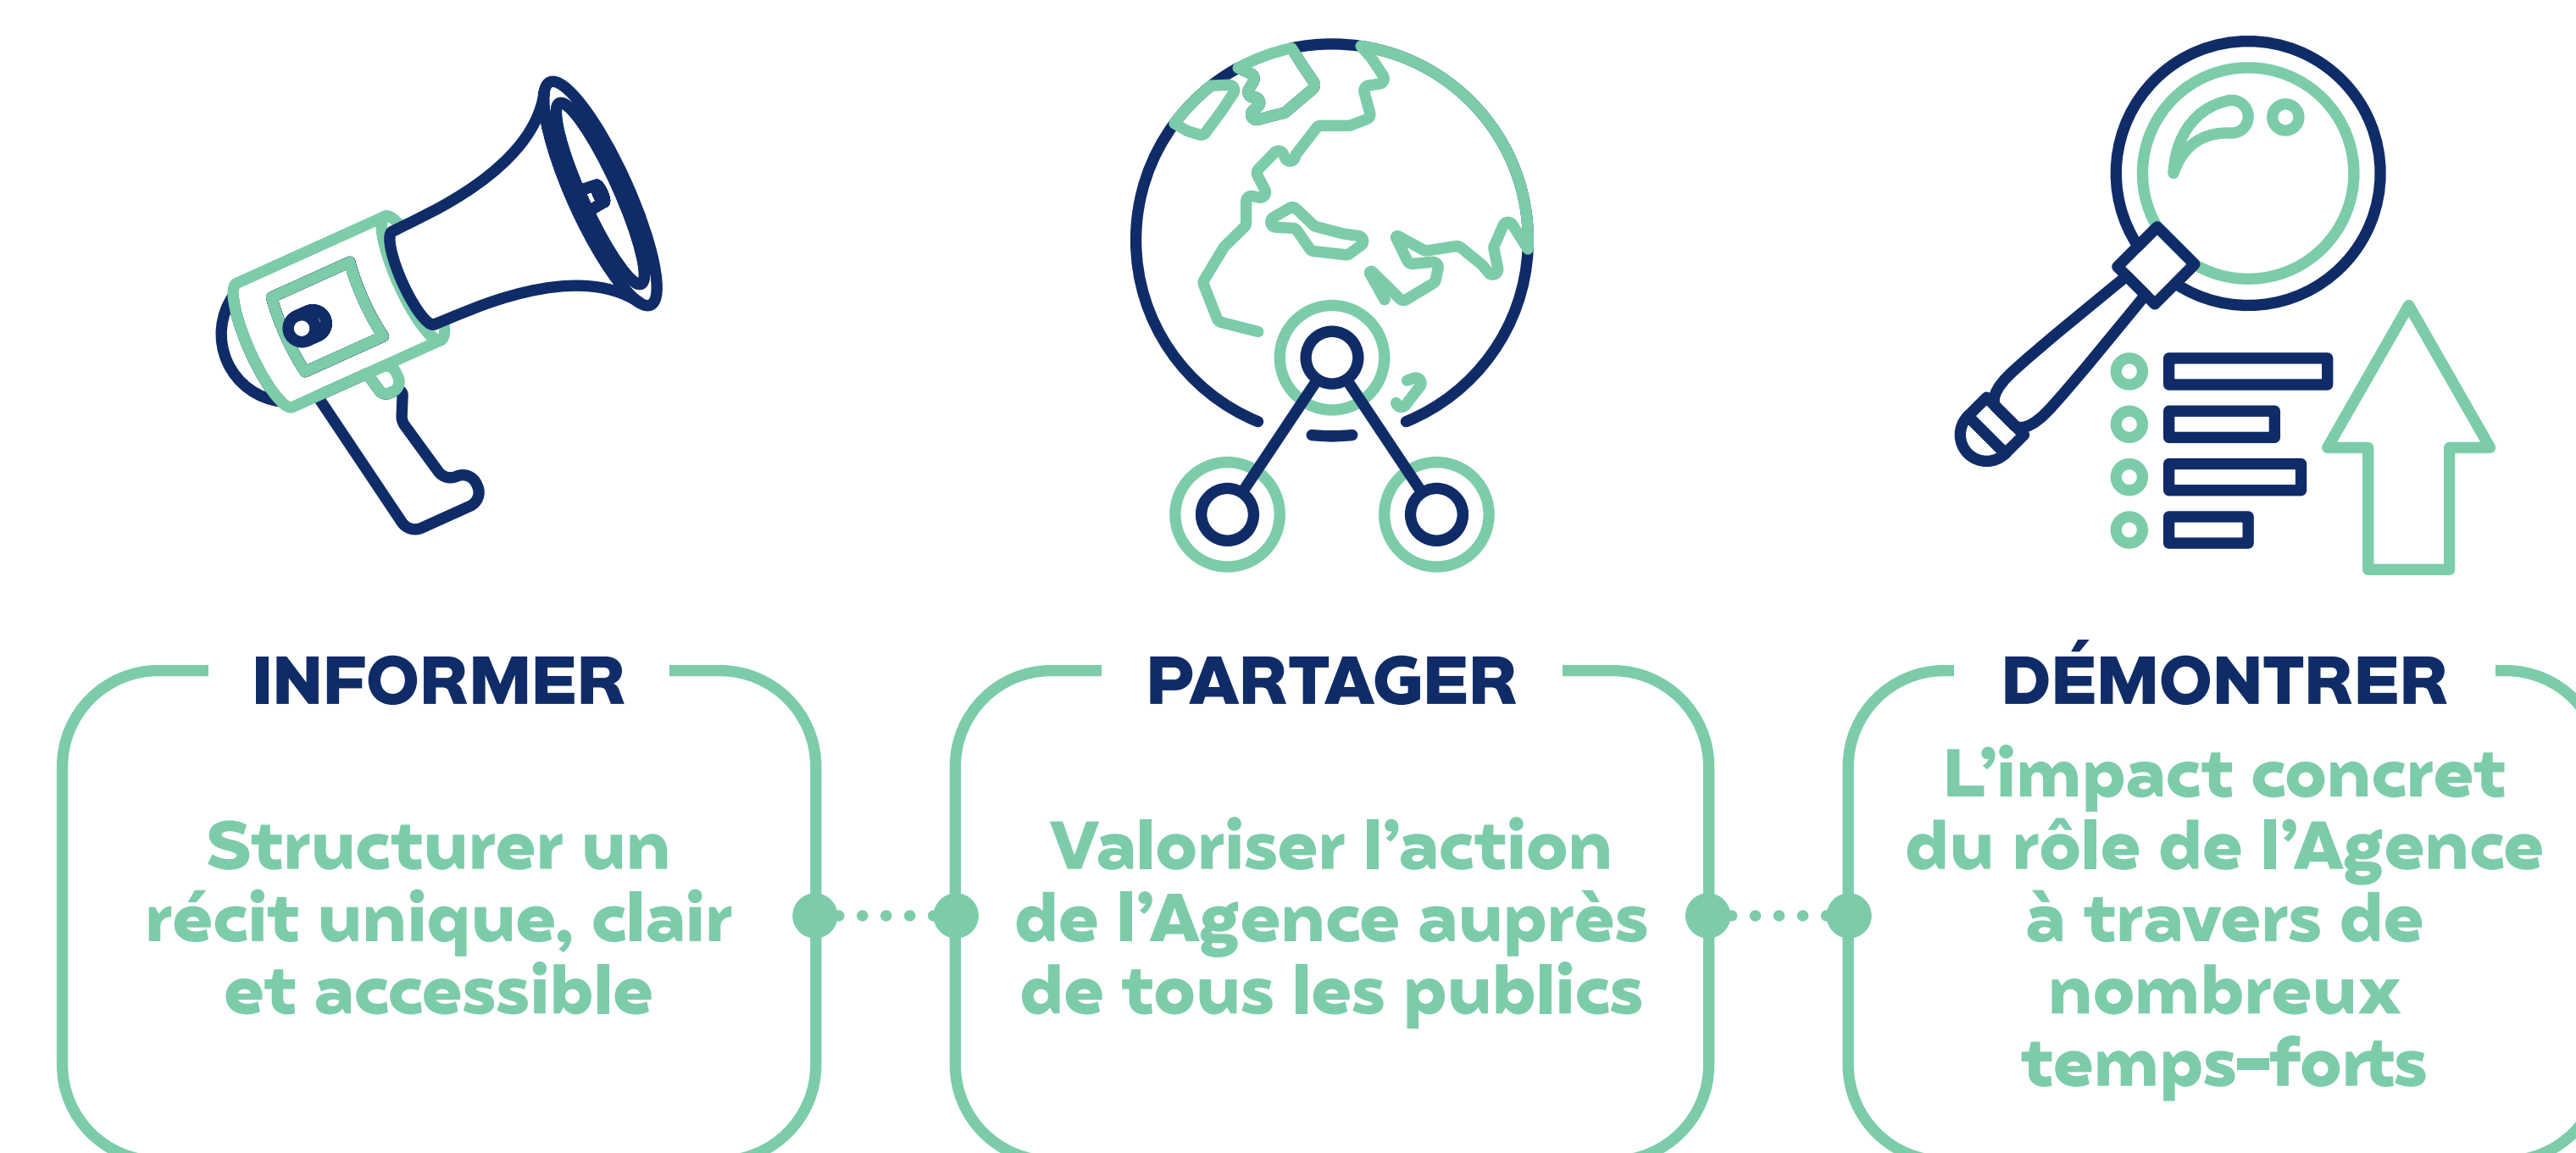 INFORMER
Structurer un
récit unique, clair
et accessible
PARTAGER
Valoriser l’action
de l’Agence auprès
de tous les publics
DÉMONTRER
L’impact concret
du rôle de l’Agence
à travers de
nombreux
temps-forts